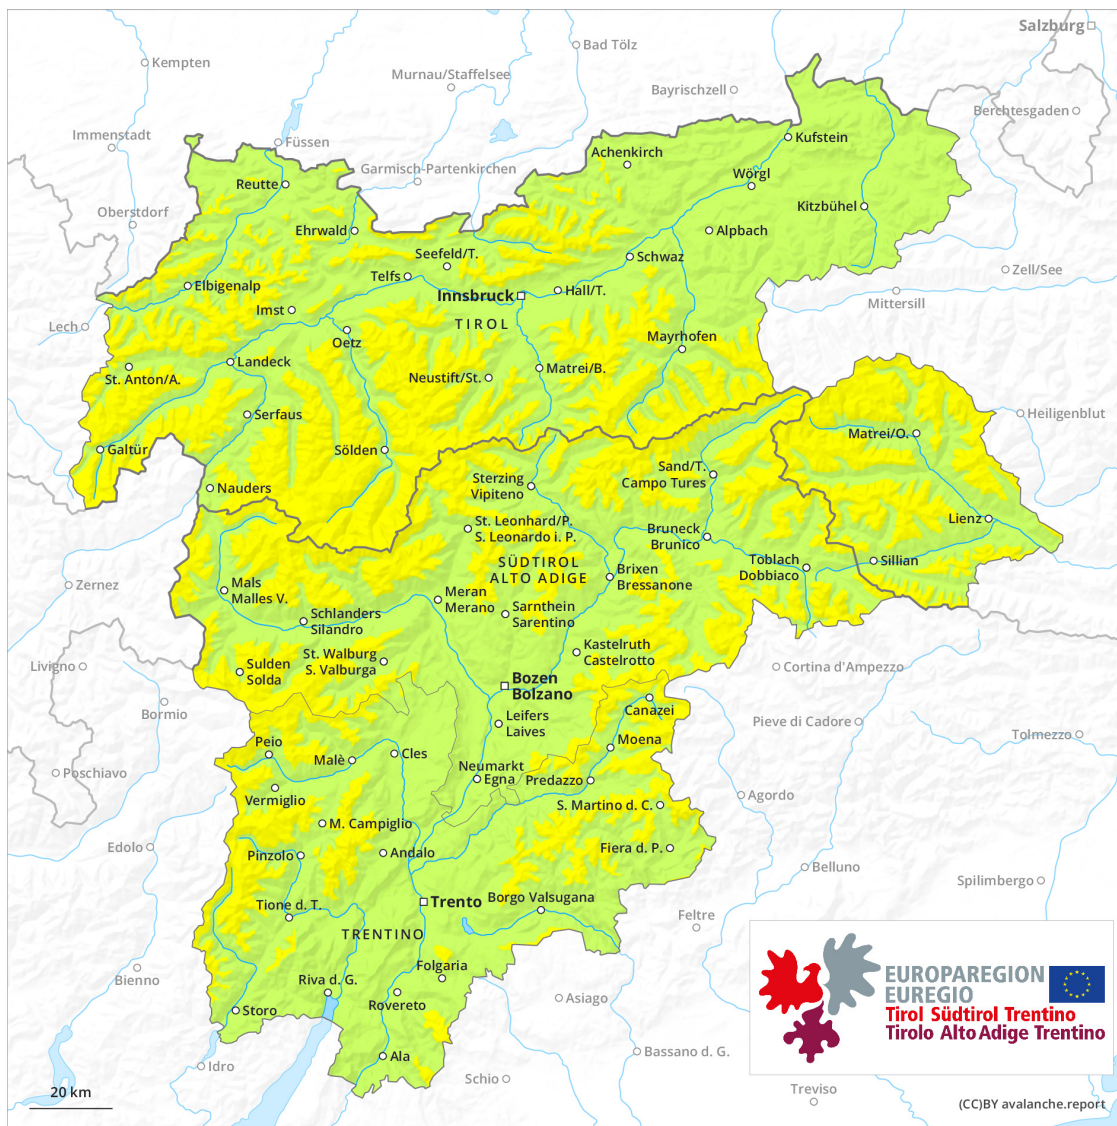 Salzburg
Bad Tölz
Kempten
Murnau/Staffelsee
Bayrischzell
Berchtesgaden
Immenstadt
Füssen
Kufstein
Achenkirch
Garmisch-Partenkirchen
Wörgl
Reutte
Kitzbühel
Oberstdorf
Ehrwald
Alpbach
Seefeld/T.
Schwaz
Telfs
Zell/See
Elbigenalp
Hall/T.
Innsbruck
Mittersill
Imst
TIROL
Lech
Oetz
Mayrhofen
Landeck
Matrei/B.
St. Anton/A.
Neustift/St.
Serfaus
Heiligenblut
Matrei/O.
Galtür
Sölden
Sand/T.
Campo Tures
Sterzing
Vipiteno
Nauders
St. Leonhard/P.
S. Leonardo i. P.
Lienz
Bruneck
Brunico
SÜDTIROL
ALTO ADIGE
Toblach
Dobbiaco
Sillian
Brixen
Bressanone
Zernez
Mals
Malles V.
Meran
Merano
Sarnthein
Sarentino
Schlanders
Silandro
Kastelruth
Castelrotto
St. Walburg
S. Valburga
Livigno
Sulden
Solda
Cortina d'Ampezzo
Bozen
Bolzano
Canazei
Bormio
Leifers
Laives
Pieve di Cadore
Tolmezzo
Moena
Peio
Cles
Malè
Neumarkt
Egna
Poschiavo
Predazzo
Vermiglio
Agordo
S. Martino d. C.
M. Campiglio
Edolo
Fiera d. P.
Pinzolo
Andalo
Belluno
Spilimbergo
Borgo Valsugana
Trento
Tione d. T.
Feltre
TRENTINO
Folgaria
Bienno
Riva d. G.
Rovereto
Asiago
Storo
Ala
Bassano d. G.
Idro
Schio
Treviso
EUROPAREGION
EUREGIO
Tirol Südtirol Trentino
Tirolo Alto Adige Trentino
20 km
(CC)BY avalanche.report